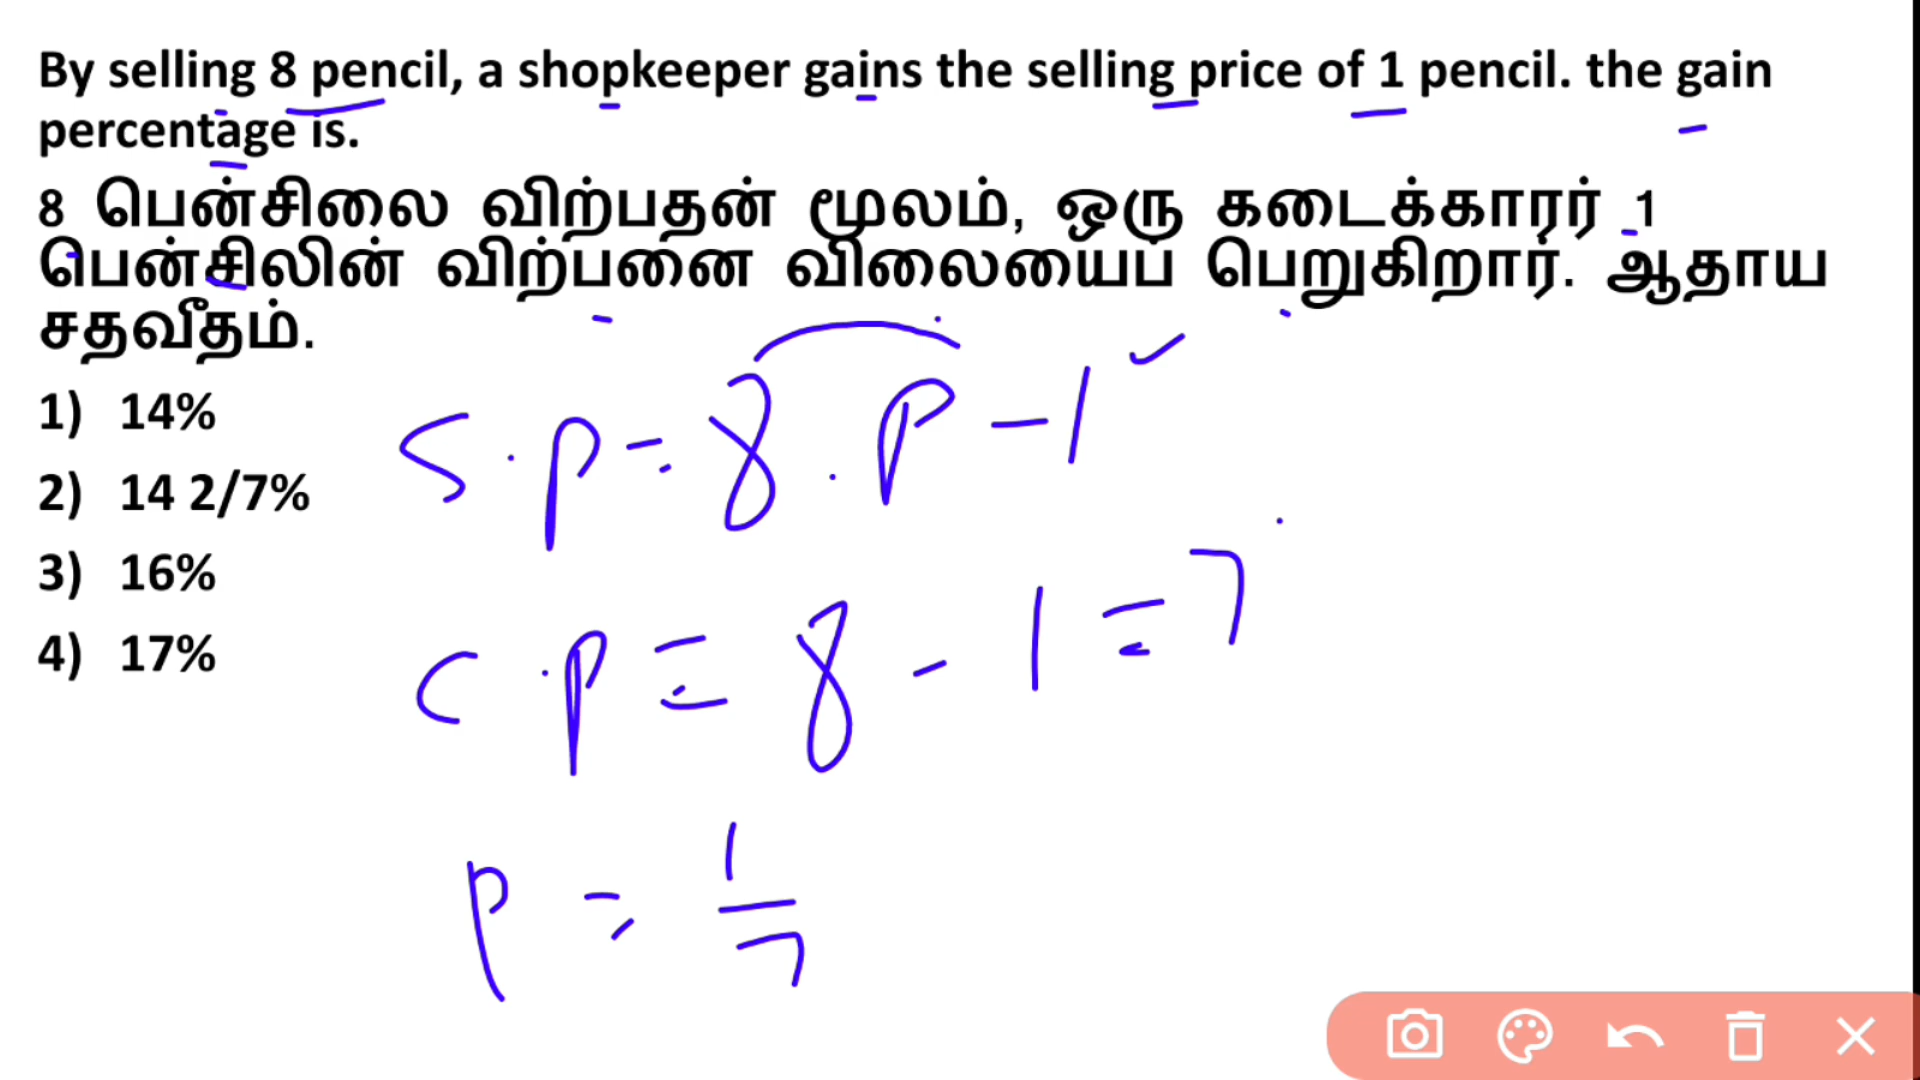 By selling 8 pencil, a shopkeeper gains the selling price of 1 pencil. the gain
percentage is.
8 பென்சிலை விற்பதன் மூலம், ஒரு கடைக்காரர் 1
பென்சிலின் விற்பனை விலையைப் பெறுகிறார். ஆதாய
சதவீதம்.
1) 14%
2) 14 2/7%
3) 16%
4) 17%
S.P = 8. P - 1
C.P = 8 - 1 = 7
P = 1/7